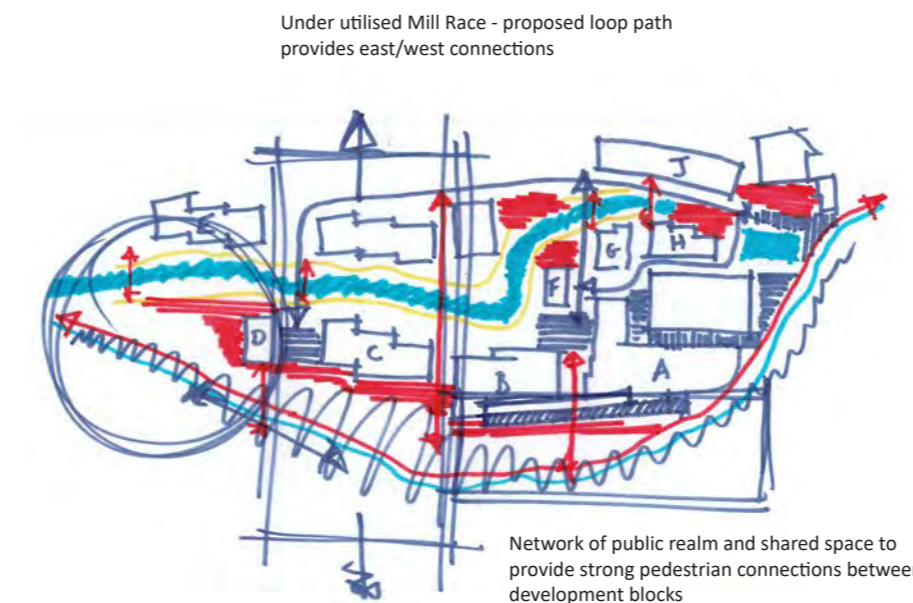 Under utilised Mill Race - proposed loop path
provides east/west connections
J
G
H
F
D
C
B
A
Network of public realm and shared space to
provide strong pedestrian connections between
development blocks